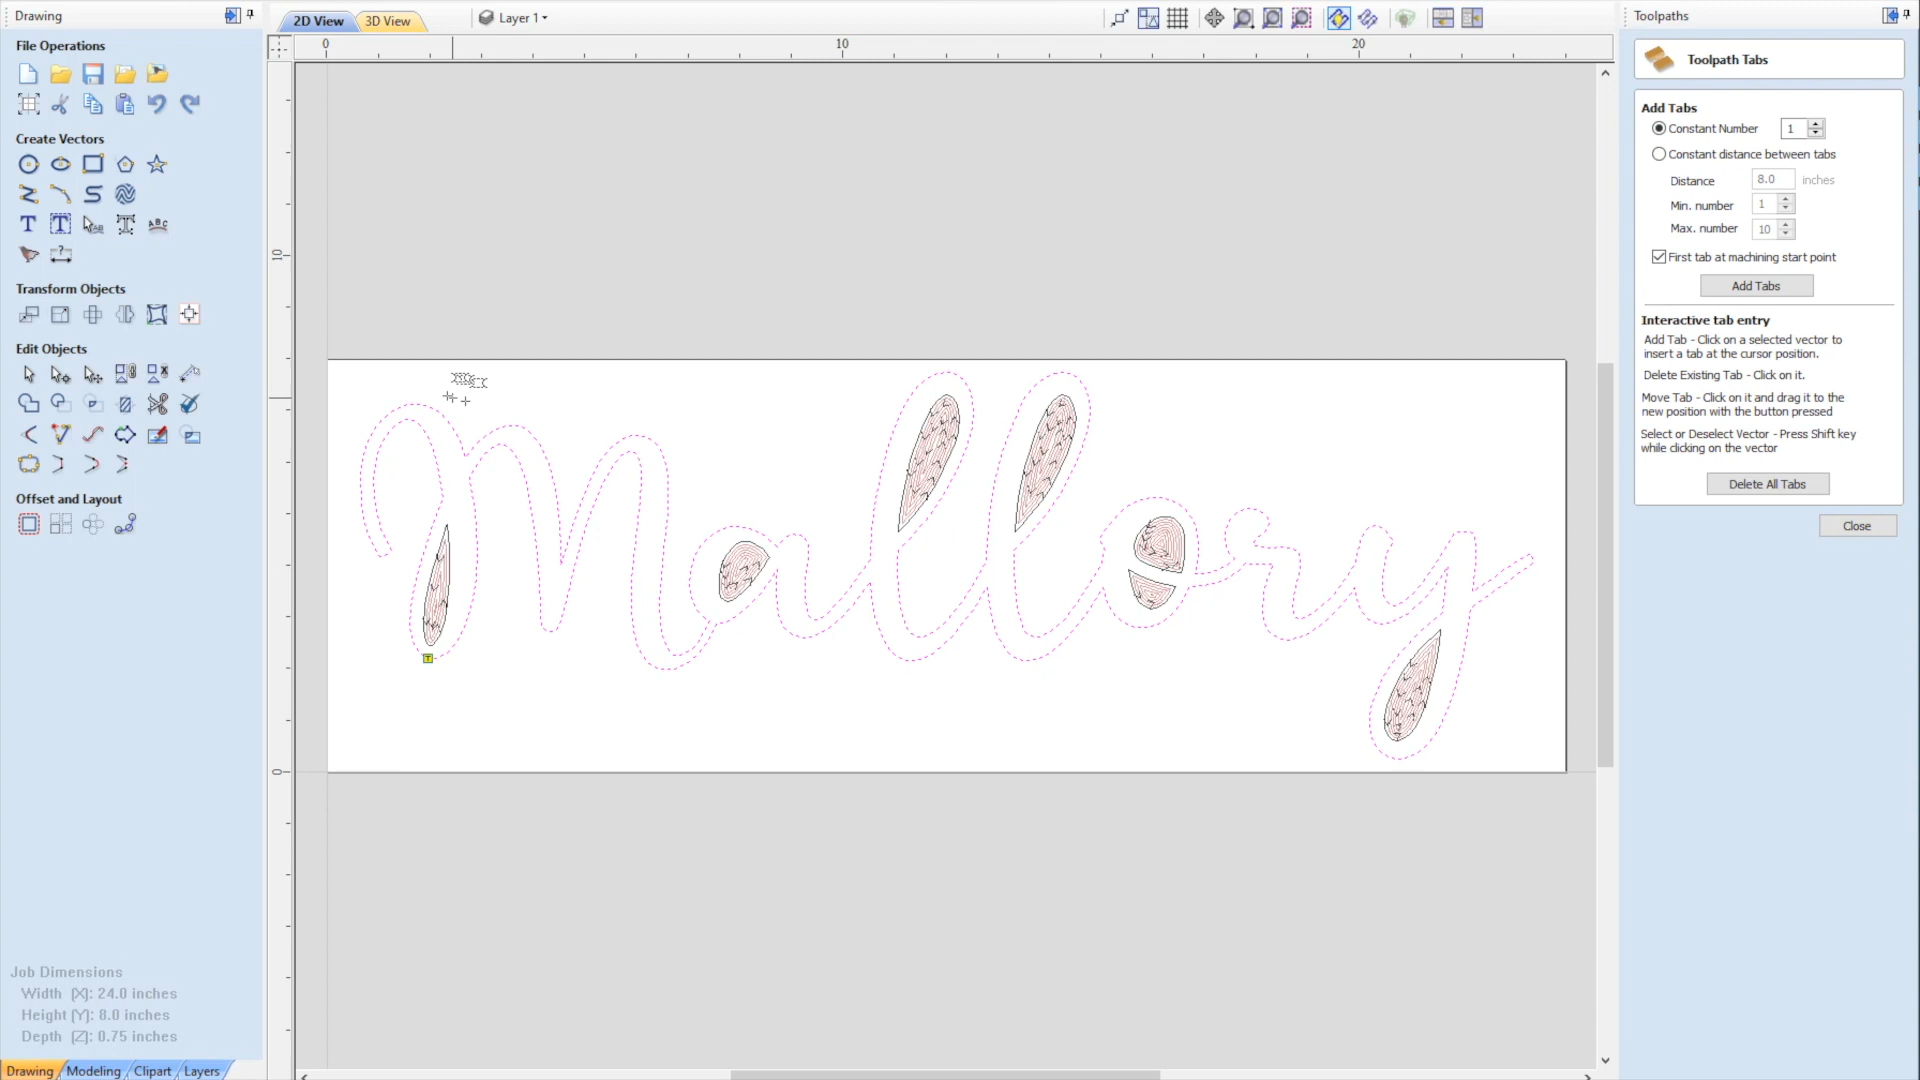 Drawing
File Operations
Create Vectors
Transform Objects
Edit Objects
Offset and Layout
Job Dimensions
Width (X): 24.0 inches
Height (Y): 8.0 inches
Depth (Z): 0.75 inches
Drawing Modeling Clipart Layers
2D View 3D View Layer 1
0 10 20
10
0
Mallory
T
Toolpaths
Toolpath Tabs
Add Tabs
Constant Number 1
Constant distance between tabs
Distance 8.0 inches
Min. number 1
Max. number 10
First tab at machining start point
Add Tabs
Interactive tab entry
Add Tab - Click on a selected vector to
insert a tab at the cursor position.
Delete Existing Tab - Click on it.
Move Tab - Click on it and drag it to the
new position with the button pressed
Select or Deselect Vector - Press Shift key
while clicking on the vector
Delete All Tabs
Close